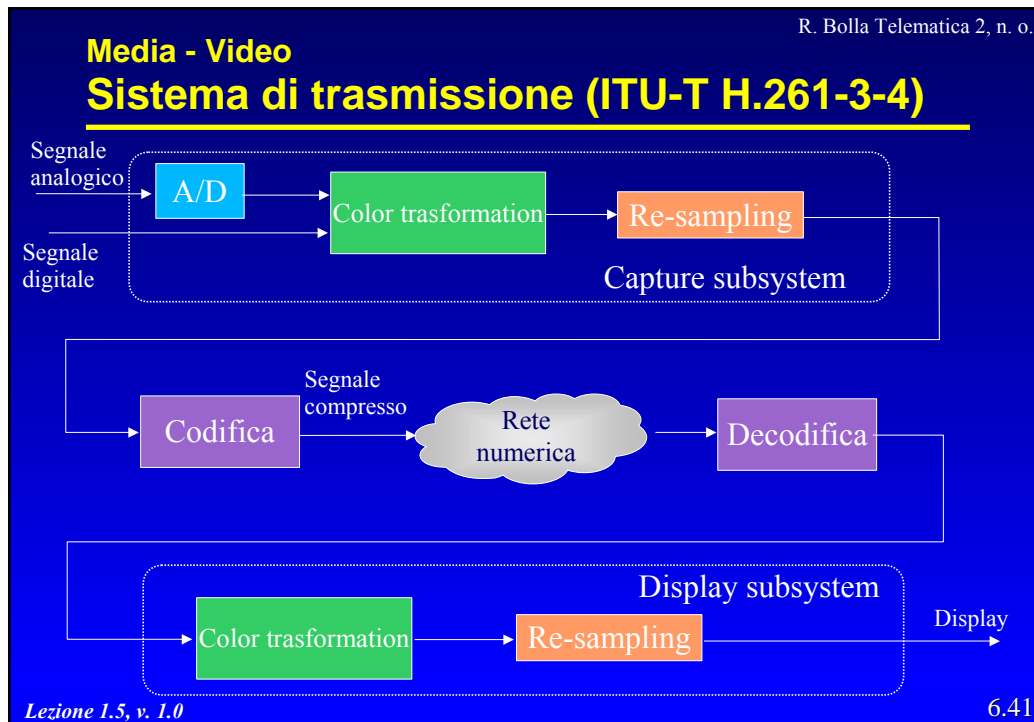 R. Bolla Telematica 2, n. o.
Media - Video
Sistema di trasmissione (ITU-T H.261-3-4)
Segnale
analogico
A/D
Color trasformation
Re-sampling
Segnale
digitale
Capture subsystem
Codifica
Segnale
compresso
Rete
numerica
Decodifica
Display subsystem
Color trasformation
Re-sampling
Display
Lezione 1.5, v. 1.0
6.41